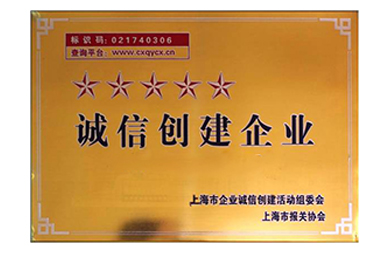 标识码：021740306
查询平台：www.cxqycx.cn
诚信创建企业
上海市企业诚信创建活动组委会
上海市报关协会